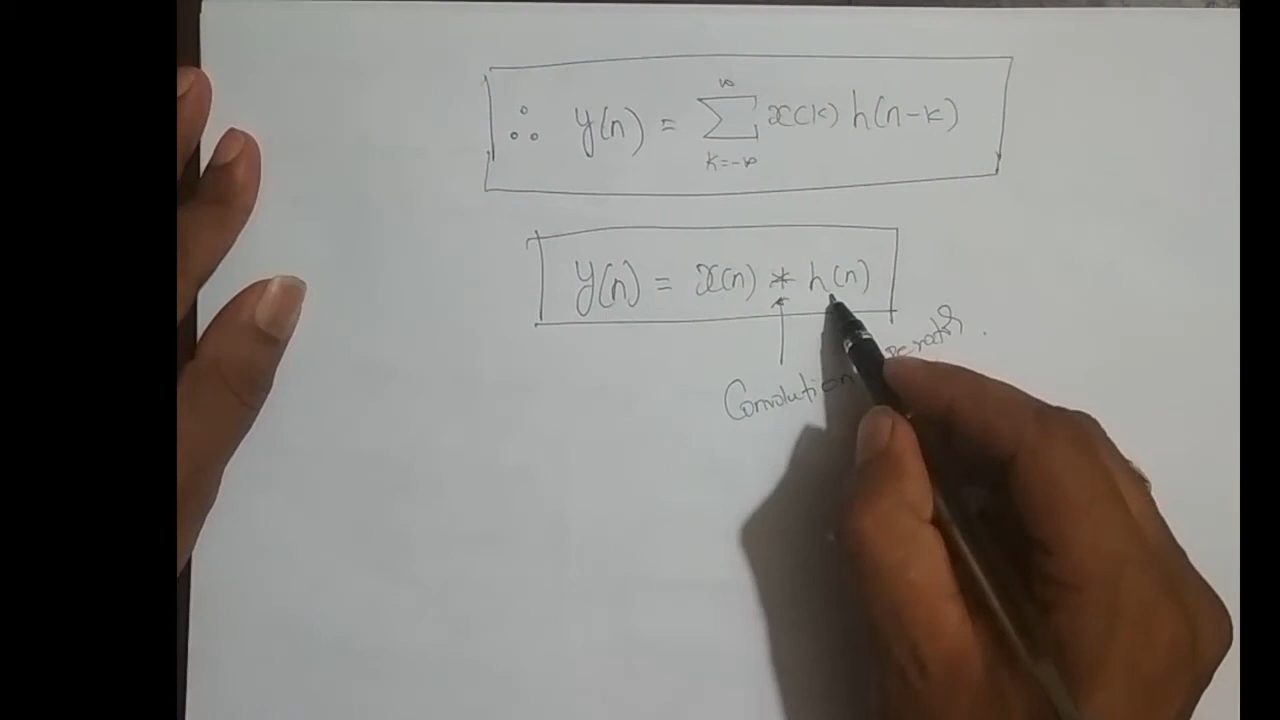 ∴ y(n) = ∞ ∑ k=-∞ x(k) h(n-k)
y(n) = x(n) * h(n)
Convolution